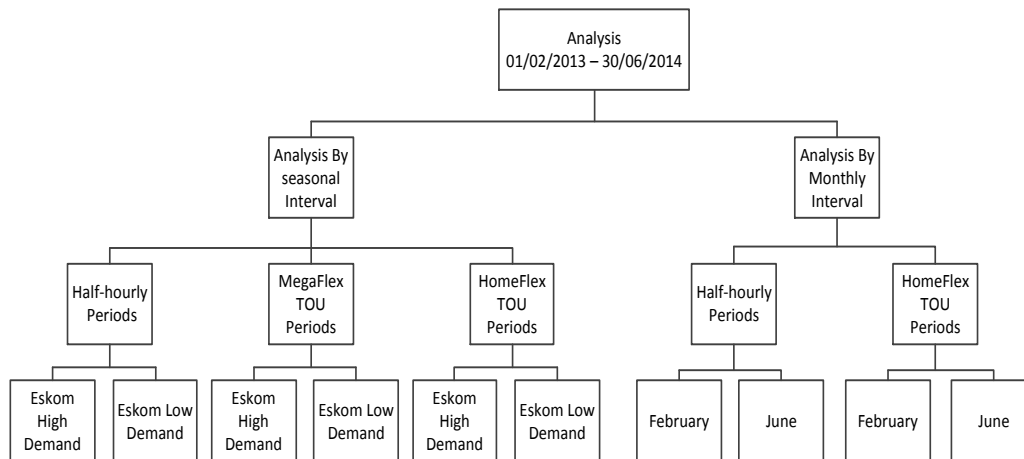 Analysis
01/02/2013 – 30/06/2014
Analysis By
seasonal
Interval
Analysis By
Monthly
Interval
Half-hourly
Periods
MegaFlex
TOU
Periods
HomeFlex
TOU
Periods
Half-hourly
Periods
HomeFlex
TOU
Periods
Eskom
High
Demand
Eskom Low
Demand
Eskom
High
Demand
Eskom Low
Demand
Eskom
High
Demand
Eskom Low
Demand
February
June
February
June